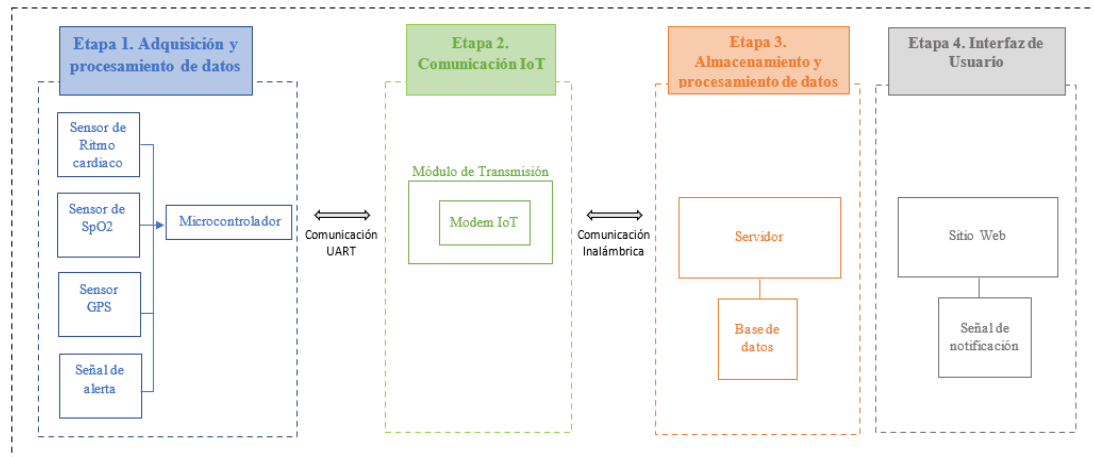 Etapa 1. Adquisición y
procesamiento de datos
Sensor de
Ritmo
cardiaco
Sensor de
SpO2
Sensor
GPS
Señal de
alerta
Microcontrolador
Comunicación
UART
Etapa 2.
Comunicación IoT
Módulo de Transmisión
Modem IoT
Comunicación
Inalámbrica
Etapa 3.
Almacenamiento y
procesamiento de datos
Servidor
Base de
datos
Etapa 4. Interfaz de
Usuario
Sitio Web
Señal de
notificación